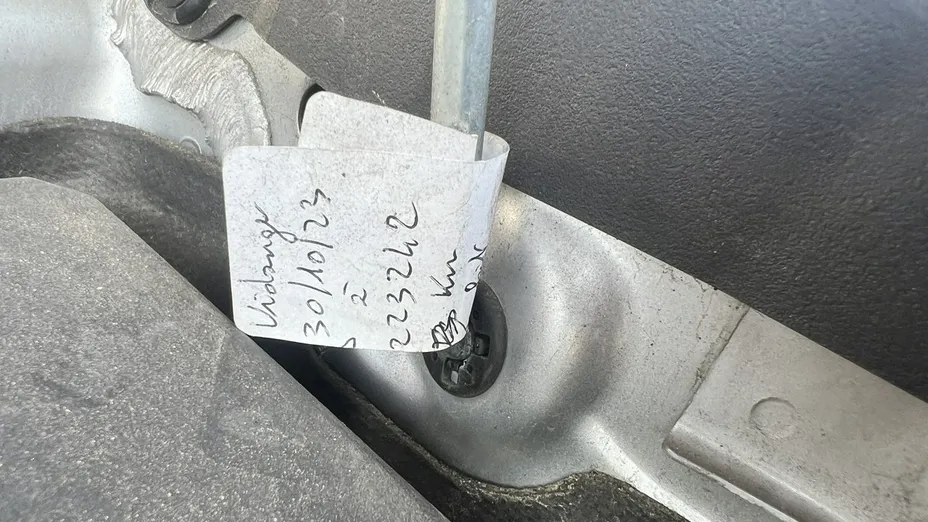 Vidange
30/10/23
à
223242
Km